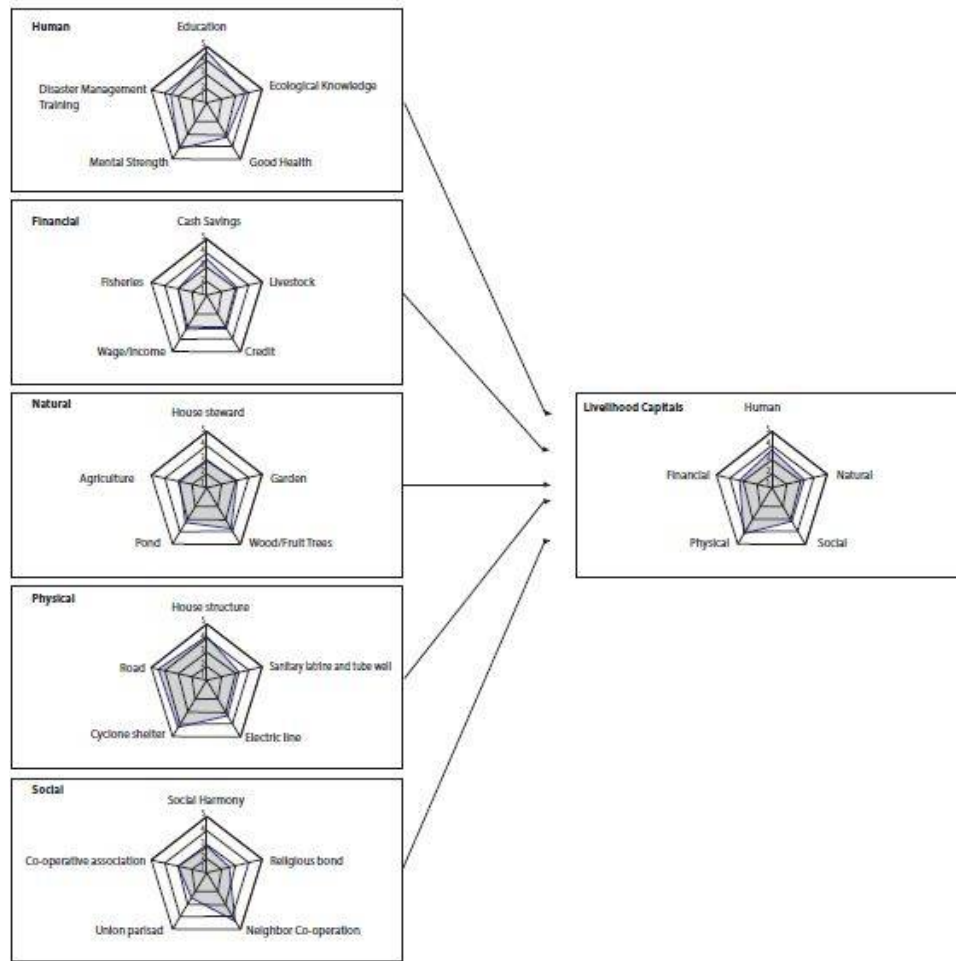 Human
Education
Disaster Management
Training
Ecological Knowledge
Mental Strength
Good Health
Financial
Cash Savings
Fisheries
Livestock
Wage/Income
Credit
Natural
House steward
Agriculture
Garden
Pond
Wood/Fruit Trees
Physical
House structure
Road
Sanitary latrine and tube well
Cyclone shelter
Electric line
Social
Social Harmony
Co-operative association
Religious bond
Union parisad
Neighbor Co-operation
Livelihood Capitals
Human
Financial
Natural
Physical
Social